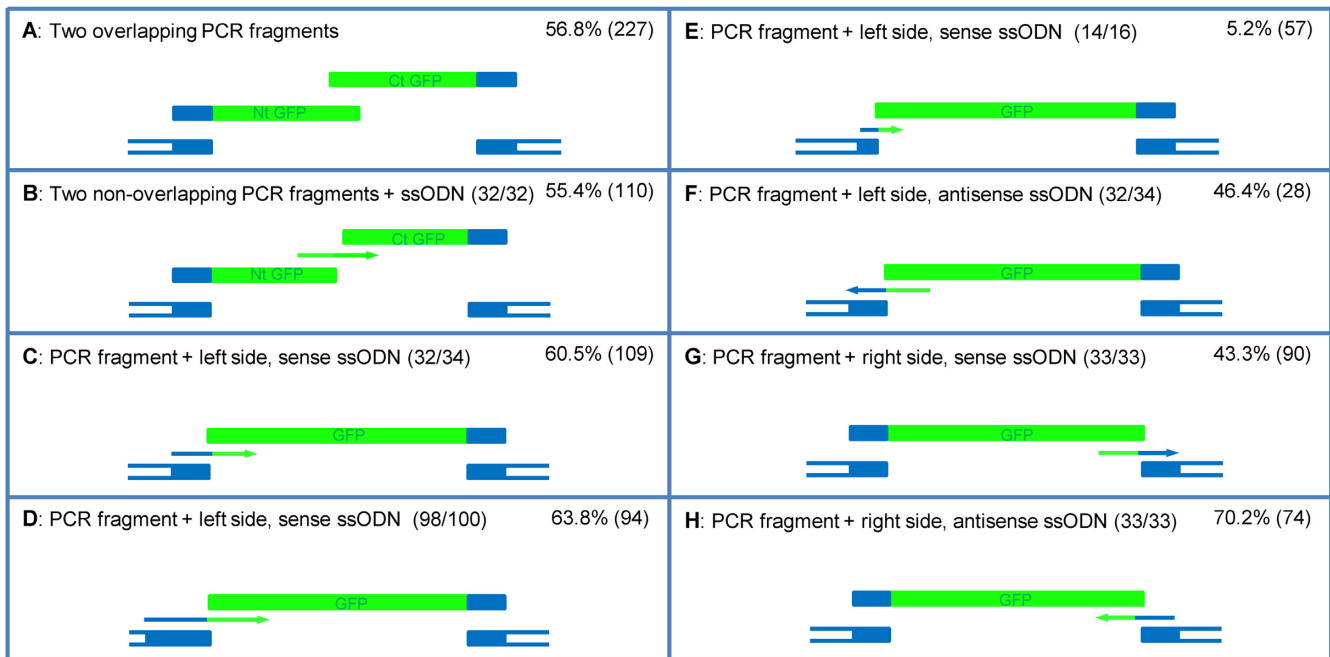 A: Two overlapping PCR fragments 56.8% (227)
Ct GFP
Nt GFP
B: Two non-overlapping PCR fragments + ssODN (32/32) 55.4% (110)
Ct GFP
Nt GFP
C: PCR fragment + left side, sense ssODN (32/34) 60.5% (109)
GFP
D: PCR fragment + left side, sense ssODN (98/100) 63.8% (94)
GFP
E: PCR fragment + left side, sense ssODN (14/16) 5.2% (57)
GFP
F: PCR fragment + left side, antisense ssODN (32/34) 46.4% (28)
GFP
G: PCR fragment + right side, sense ssODN (33/33) 43.3% (90)
GFP
H: PCR fragment + right side, antisense ssODN (33/33) 70.2% (74)
GFP